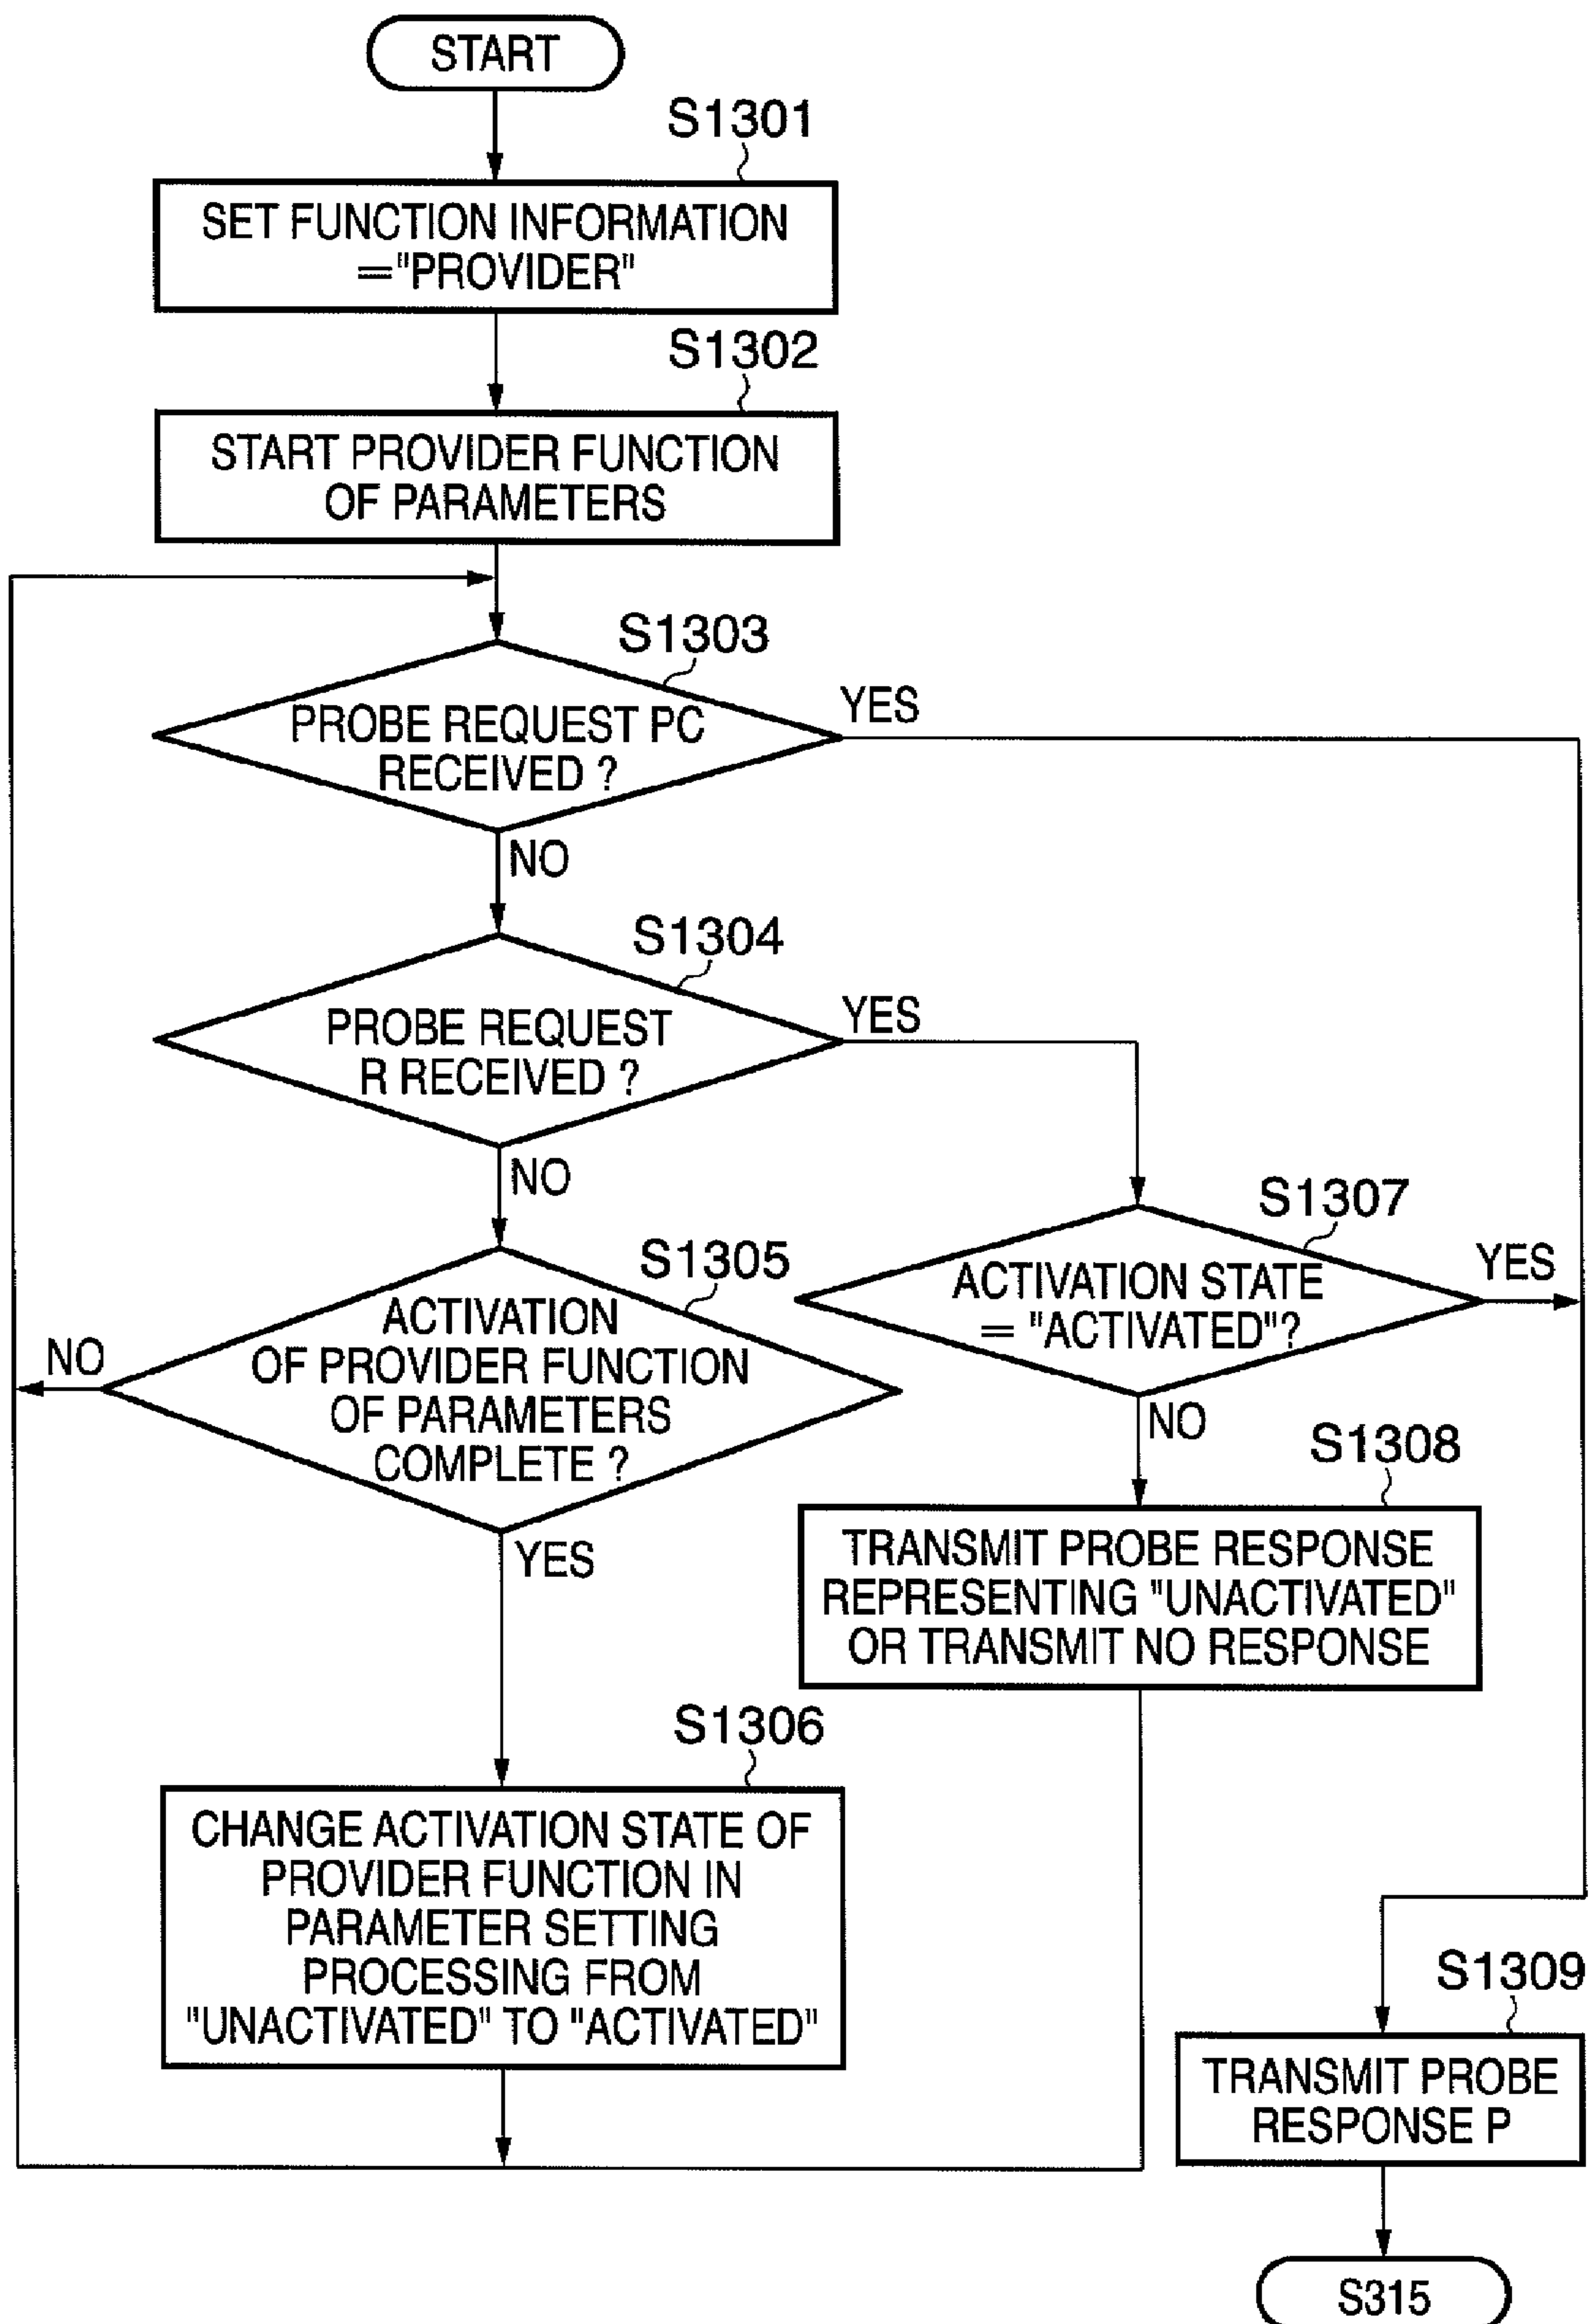 START
S1301
SET FUNCTION INFORMATION
="PROVIDER"
S1302
START PROVIDER FUNCTION
OF PARAMETERS
S1303
PROBE REQUEST PC
RECEIVED ?
YES
NO
S1304
PROBE REQUEST
R RECEIVED ?
YES
NO
S1305
ACTIVATION
OF PROVIDER FUNCTION
OF PARAMETERS
COMPLETE ?
NO
YES
S1307
ACTIVATION STATE
= "ACTIVATED"?
YES
NO
S1308
TRANSMIT PROBE RESPONSE
REPRESENTING "UNACTIVATED"
OR TRANSMIT NO RESPONSE
S1306
CHANGE ACTIVATION STATE OF
PROVIDER FUNCTION IN
PARAMETER SETTING
PROCESSING FROM
"UNACTIVATED" TO "ACTIVATED"
S1309
TRANSMIT PROBE
RESPONSE P
S315